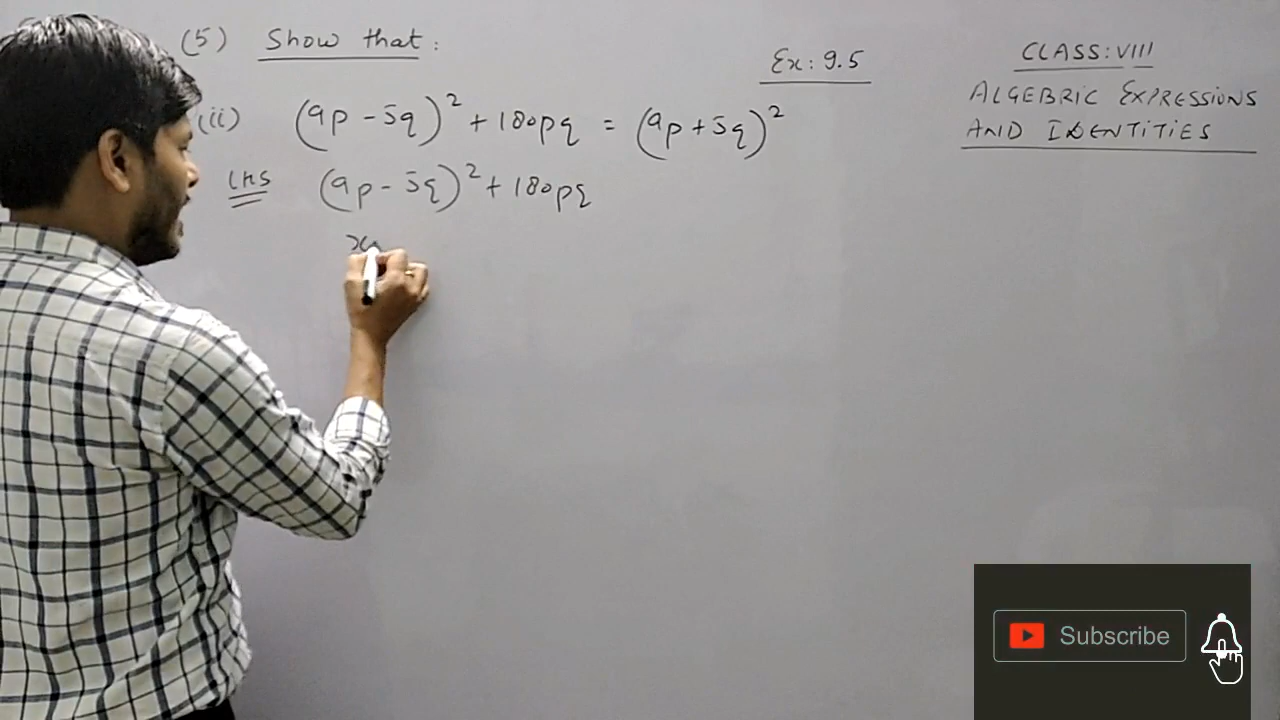 (5) Show that:
Ex: 9.5
CLASS: VIII
ALGEBRIC EXPRESSIONS
AND IDENTITIES
(ii) (9p - 5q)² + 180pq = (9p + 5q)²
LHS (9p - 5q)² + 180pq
x
Subscribe